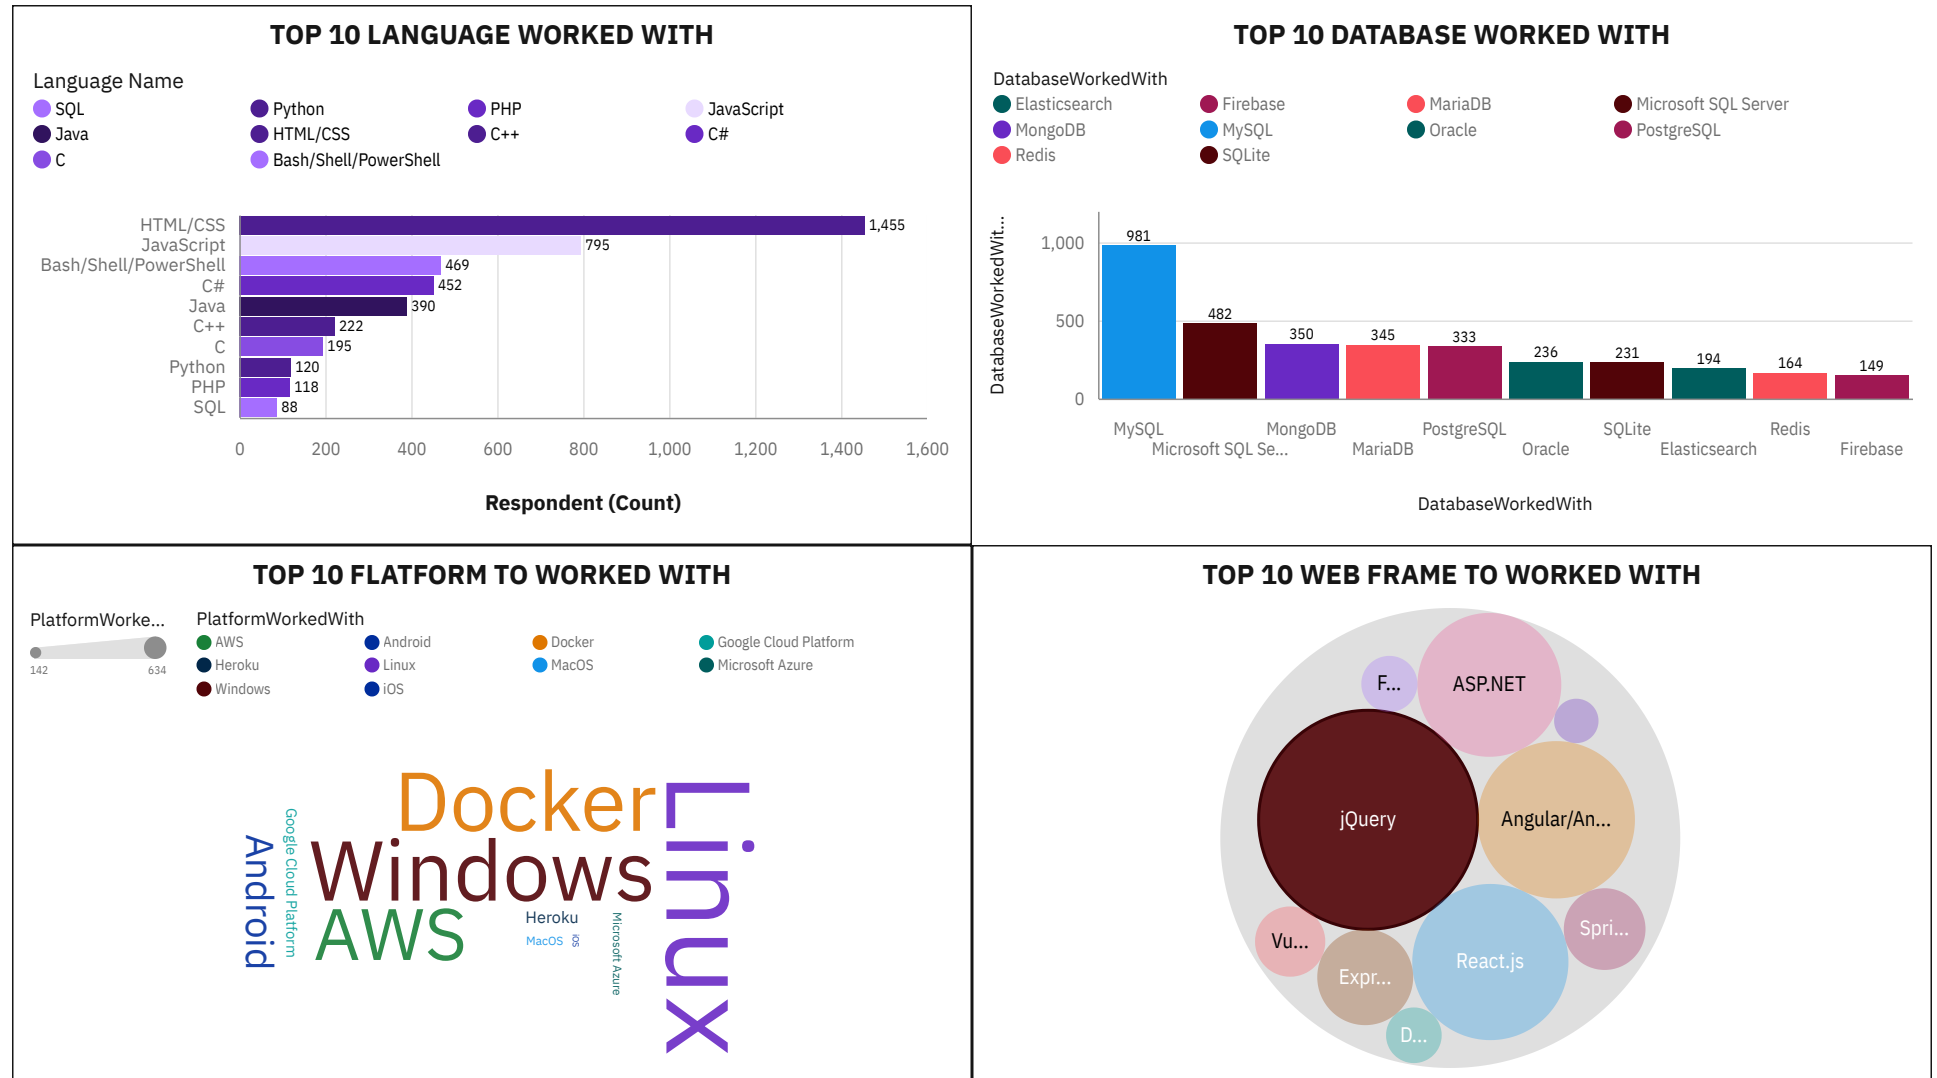 TOP 10 LANGUAGE WORKED WITH
Language Name
SQL Python PHP JavaScript
Java HTML/CSS C++ C#
C Bash/Shell/PowerShell
HTML/CSS 1,455
JavaScript 795
Bash/Shell/PowerShell 469
C# 452
Java 390
C++ 222
C 195
Python 120
PHP 118
SQL 88
0 200 400 600 800 1,000 1,200 1,400 1,600
Respondent (Count)
TOP 10 DATABASE WORKED WITH
DatabaseWorkedWith
Elasticsearch Firebase MariaDB Microsoft SQL Server
MongoDB MySQL Oracle PostgreSQL
Redis SQLite
DatabaseWorkedWit...
1,000
500
0
981 482 350 345 333 236 231 194 164 149
MySQL MongoDB PostgreSQL SQLite Redis
Microsoft SQL Se... MariaDB Oracle Elasticsearch Firebase
DatabaseWorkedWith
TOP 10 FLATFORM TO WORKED WITH
PlatformWorke...
142 634
PlatformWorkedWith
AWS Android Docker Google Cloud Platform
Heroku Linux MacOS Microsoft Azure
Windows iOS
Docker
Linux
Google Cloud Platform
Android
Windows
AWS
Heroku
MacOS
iOS
Microsoft Azure
TOP 10 WEB FRAME TO WORKED WITH
F...
ASP.NET
jQuery
Angular/An...
Vu...
Spri...
Expr...
React.js
D...